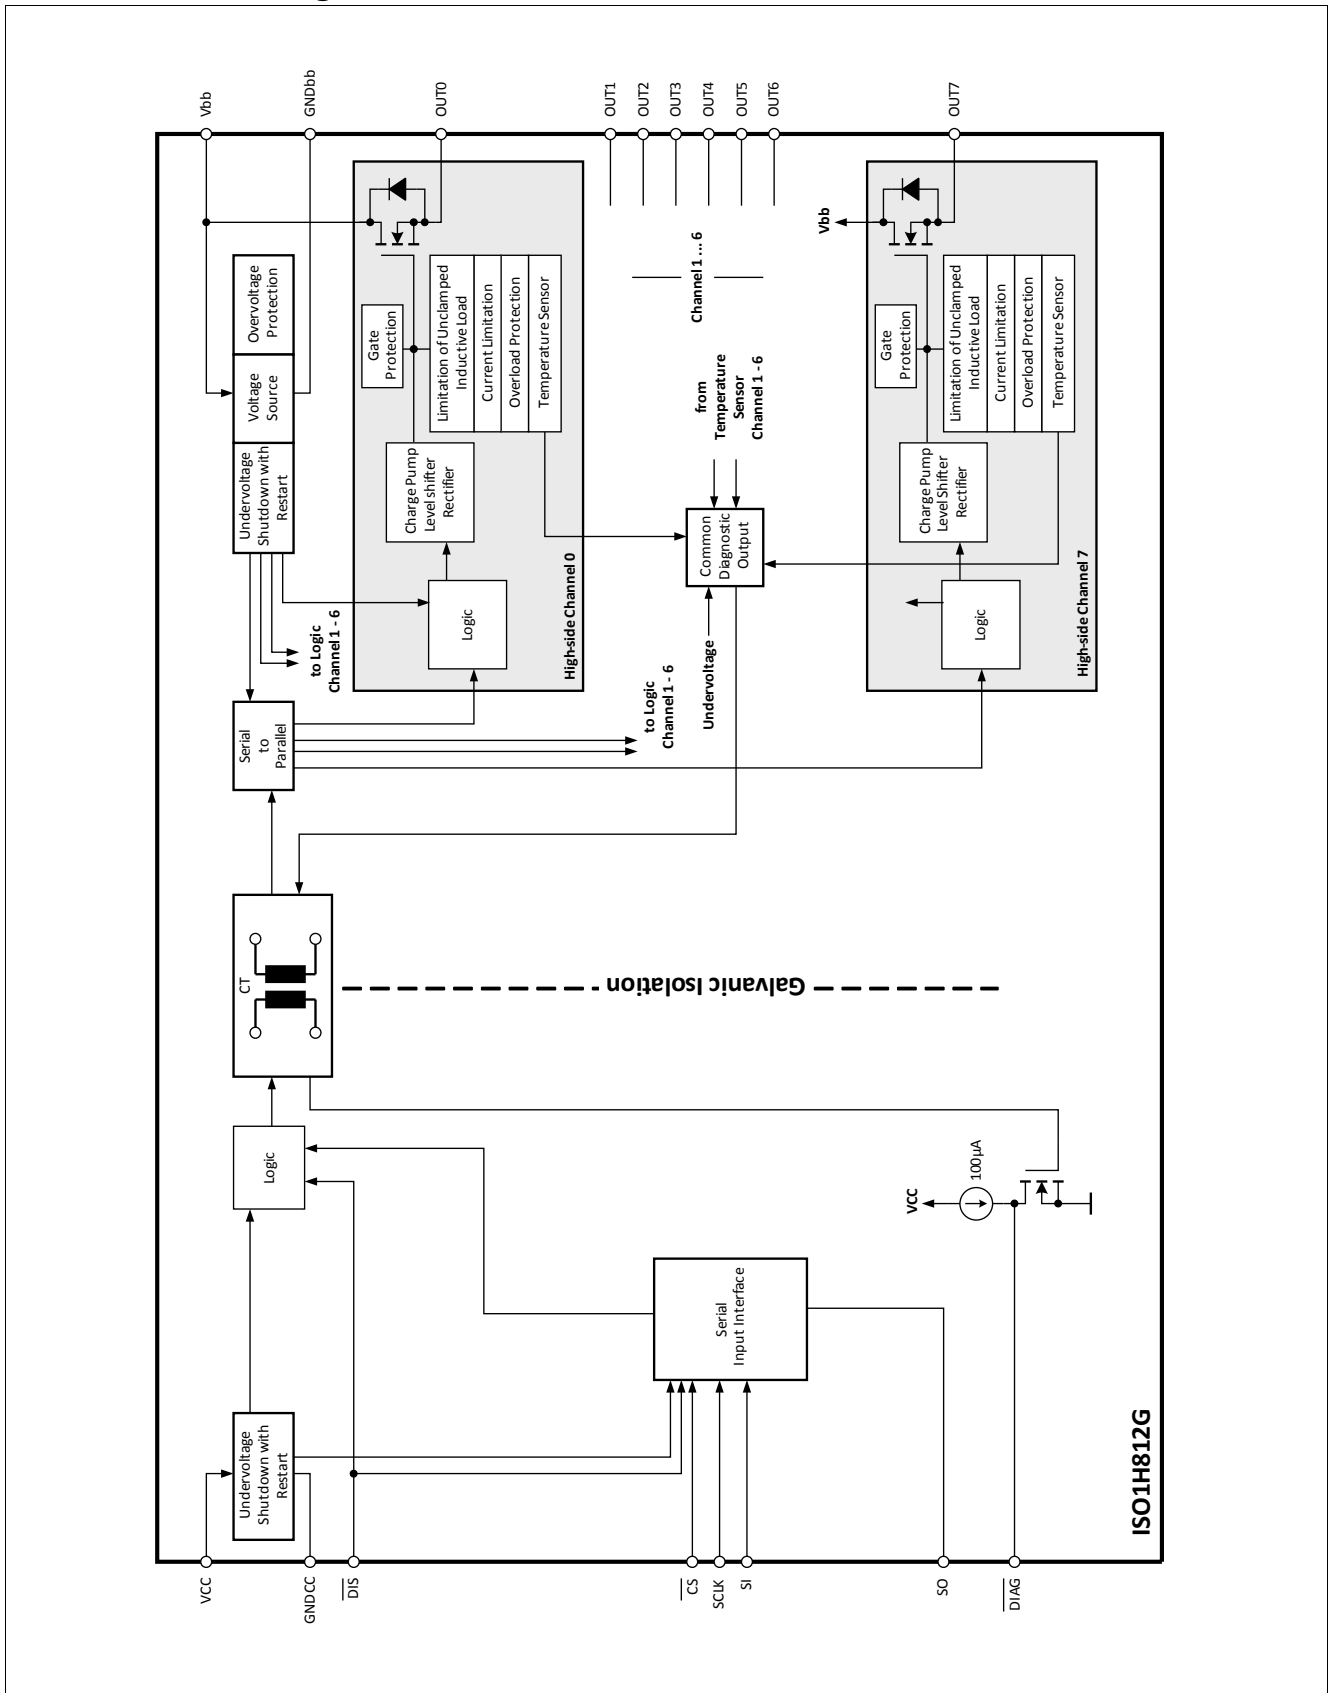 VCC
GNDCC
DIS
CS
SCLK
SI
SO
DIAG
Undervoltage
Shutdown with
Restart
Logic
CT
Serial
to
Parallel
Undervoltage
Shutdown with
Restart
Voltage
Source
Overvoltage
Protection
Vbb
GNDbb
OUT0
OUT1
OUT2
OUT3
OUT4
OUT5
OUT6
OUT7
to Logic
Channel 1 - 6
Logic
Charge Pump
Level shifter
Rectifier
Gate
Protection
Limitation of Unclamped
Inductive Load
Current Limitation
Overload Protection
Temperature Sensor
High-side Channel 0
Serial
Input Interface
Galvanic Isolation
to Logic
Channel 1 - 6
Undervoltage
Common
Diagnostic
Output
from
Temperature
Sensor
Channel 1 - 6
Channel 1 ... 6
VCC
100µA
Vbb
Logic
Charge Pump
Level Shifter
Rectifier
Gate
Protection
Limitation of Unclamped
Inductive Load
Current Limitation
Overload Protection
Temperature Sensor
High-side Channel 7
ISO1H812G